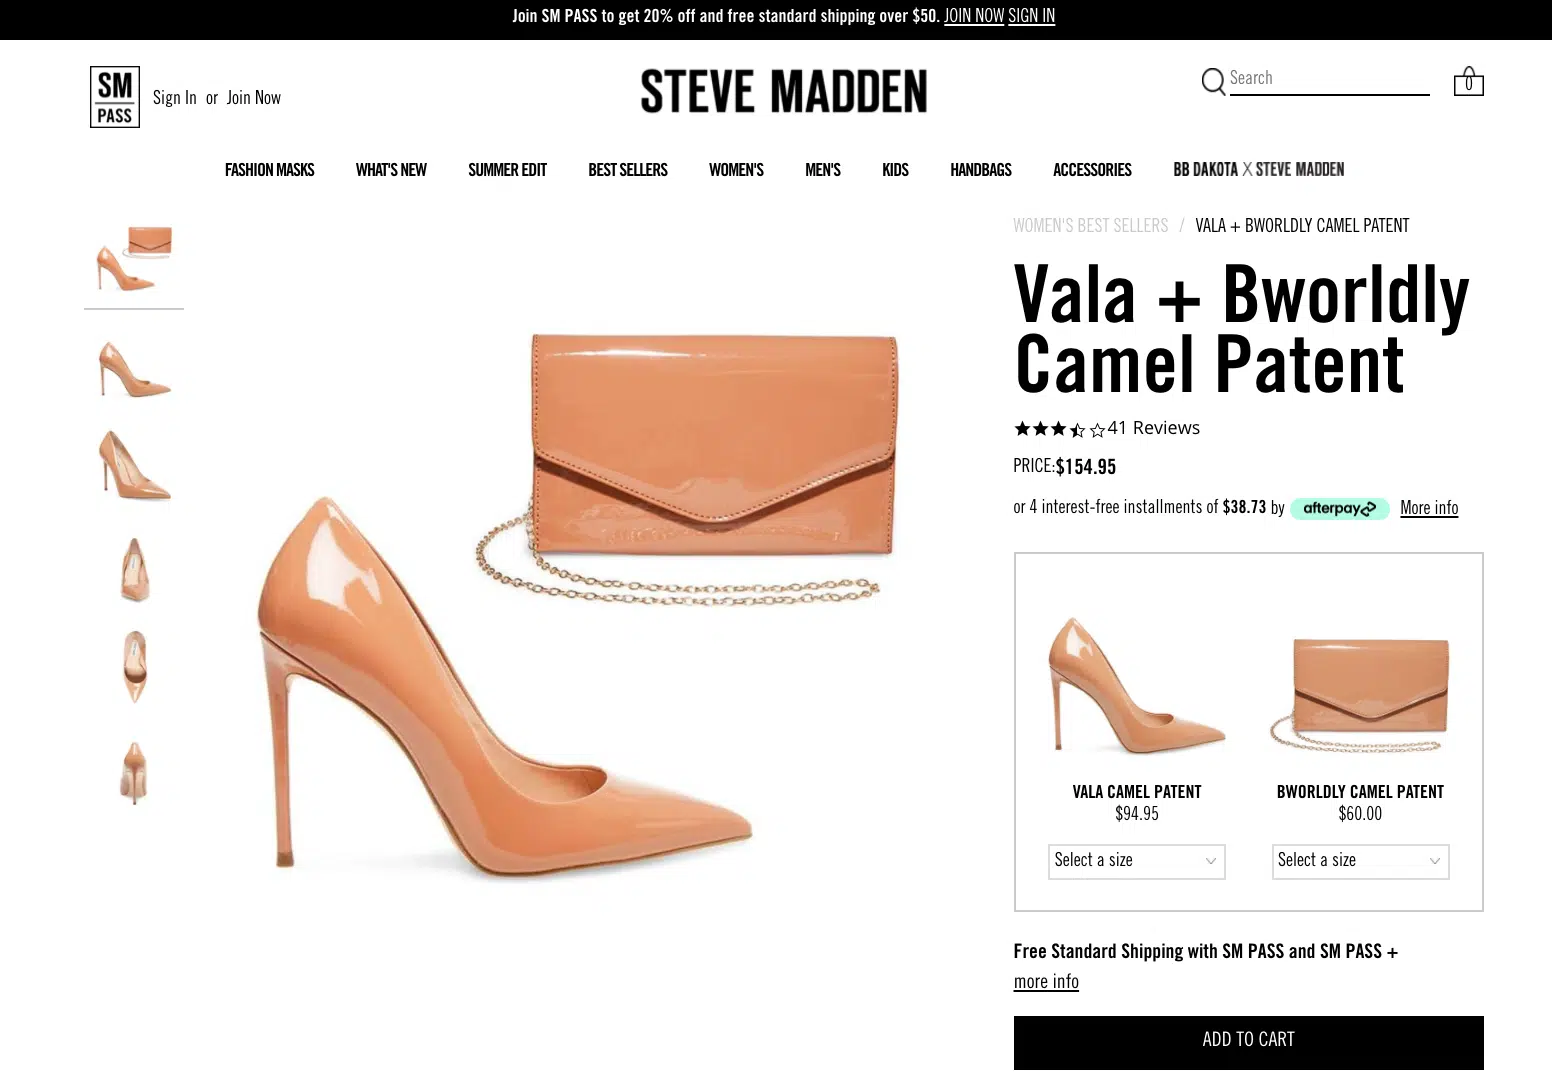 Join SM PASS to get 20% off and free standard shipping over $50. JOIN NOW SIGN IN
SM
PASS
Sign In or Join Now
STEVE MADDEN
Search
0
FASHION MASKS WHAT'S NEW SUMMER EDIT BEST SELLERS WOMEN'S MEN'S KIDS HANDBAGS ACCESSORIES BB DAKOTA X STEVE MADDEN
WOMEN'S BEST SELLERS / VALA + BWORLDLY CAMEL PATENT
Vala + Bworldly
Camel Patent
41 Reviews
PRICE:$154.95
or 4 interest-free installments of $38.73 by afterpay More info
VALA CAMEL PATENT
$94.95
Select a size
BWORLDLY CAMEL PATENT
$60.00
Select a size
Free Standard Shipping with SM PASS and SM PASS +
more info
ADD TO CART